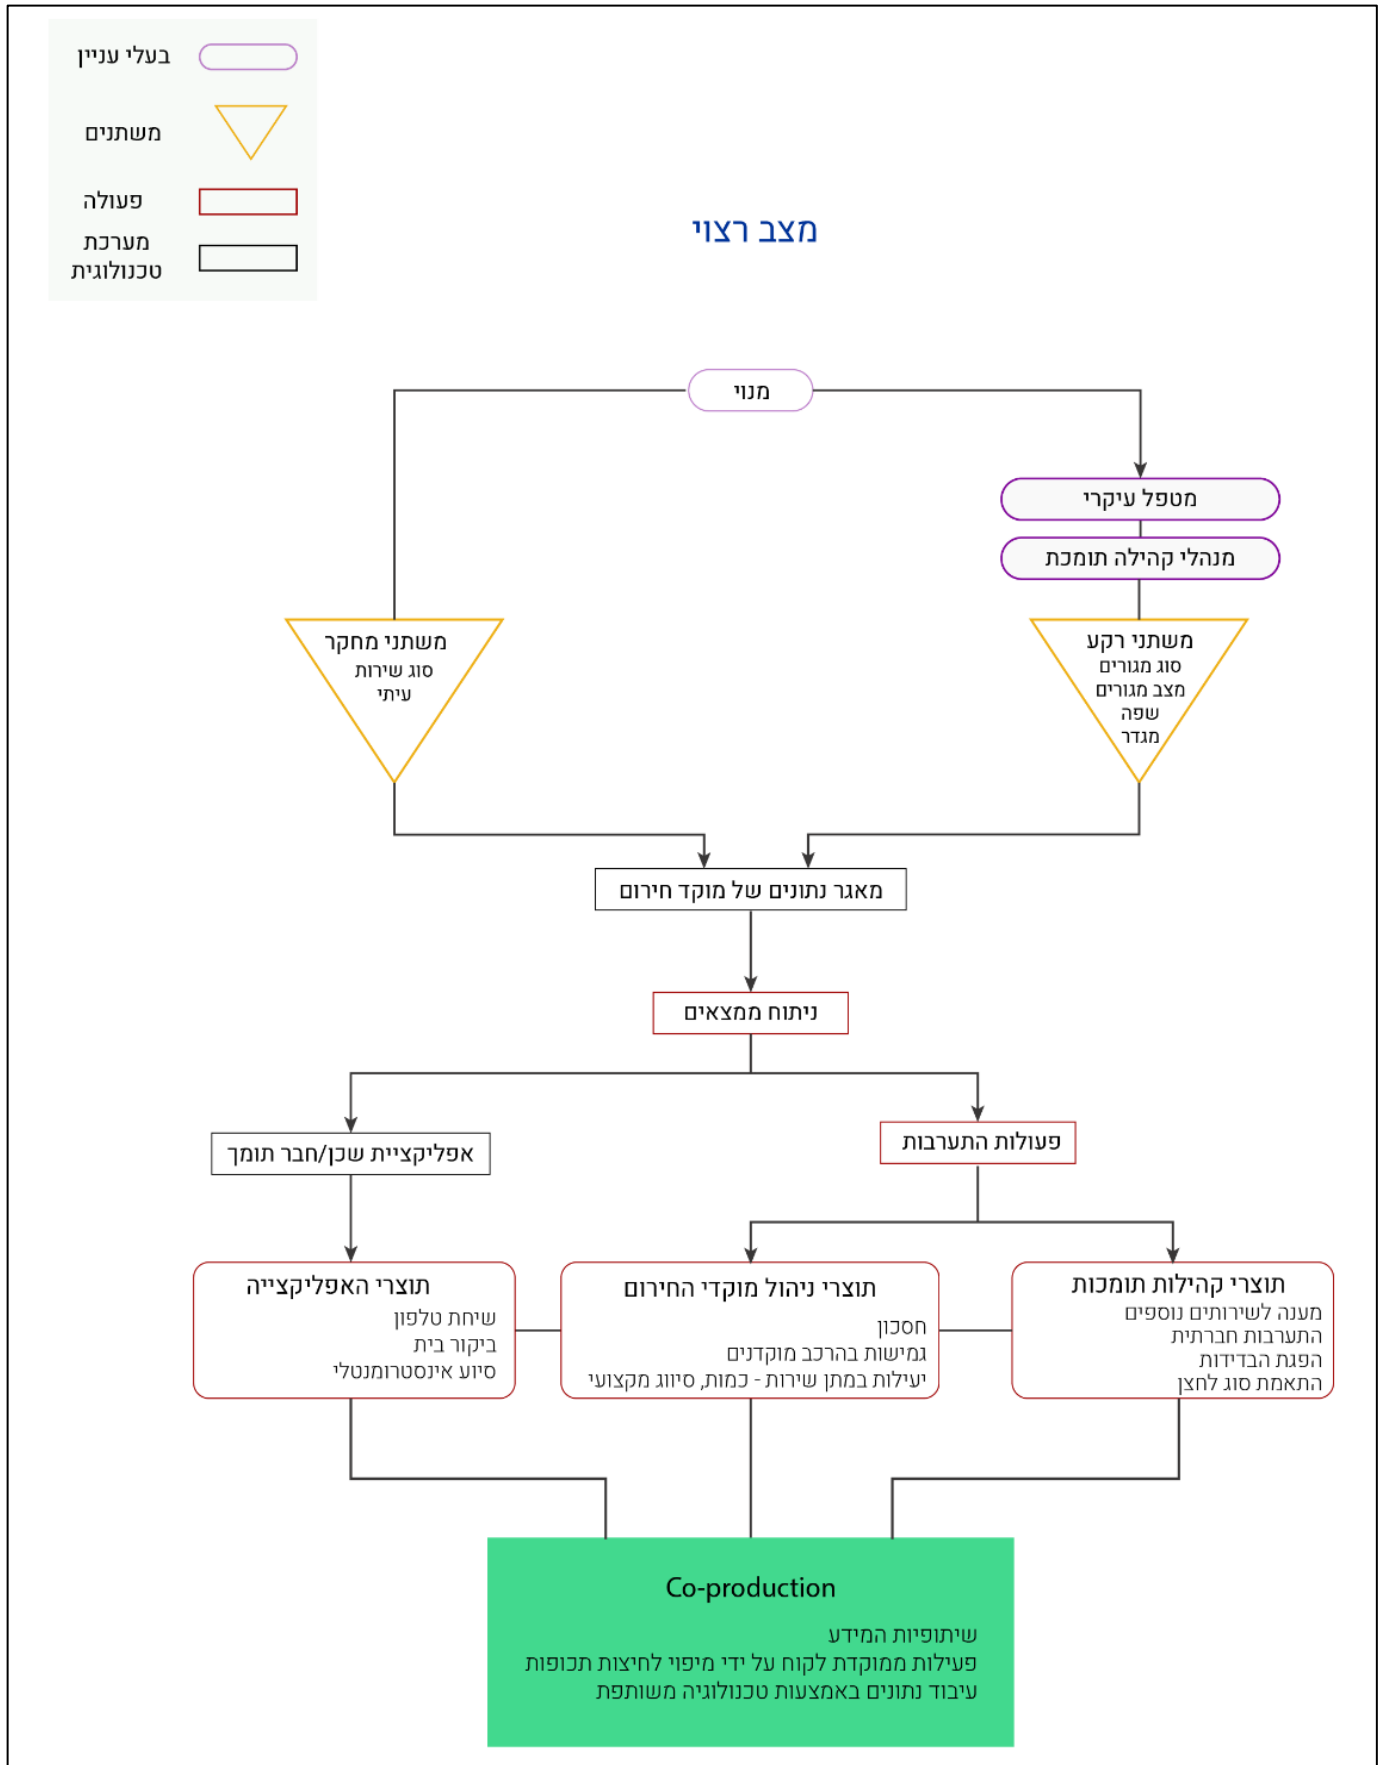 בעלי עניין
משתנים
פעולה
מערכת
טכנולוגית
מצב רצוי
מנוי
מטפל עיקרי
מנהלי קהילה תומכת
משתני רקע
סוג מגורים
מצב מגורים
שפה
מגדר
משתני מחקר
סוג שירות
עיתי
מאגר נתונים של מוקד חירום
ניתוח ממצאים
פעולות התערבות
אפליקציית שכן/חבר תומך
תוצרי קהילות תומכות
מענה לשירותים נוספים
התערבות חברתית
הפגת הבדידות
התאמת סוג לחצן
תוצרי ניהול מוקדי החירום
חסכון
גמישות בהרכב מוקדנים
יעילות במתן שירות - כמות, סיווג מקצועי
תוצרי האפליקצייה
שיחת טלפון
ביקור בית
סיוע אינסטרומנטלי
Co-production
שיתופיות המידע
פעילות ממוקדת לקוח על ידי מיפוי לחיצות תכופות
עיבוד נתונים באמצעות טכנולוגיה משותפת